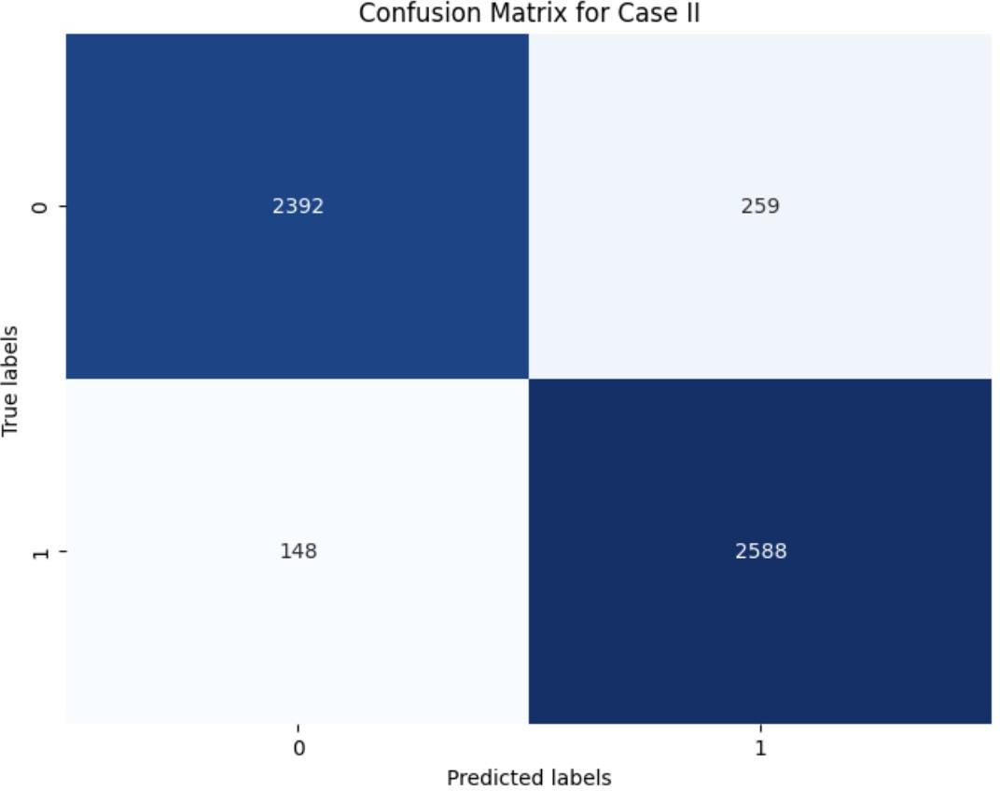 Confusion Matrix for Case II
True labels
0
2392
259
1
148
2588
0
1
Predicted labels